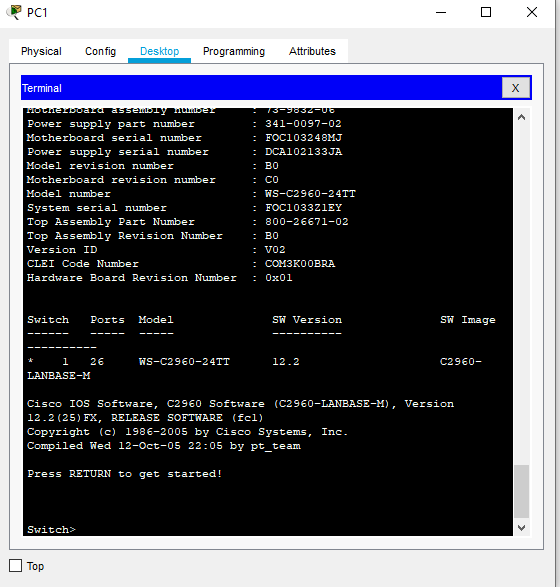 PC1
Physical Config Desktop Programming Attributes
Terminal X
Motherboard assembly number : 73-9832-06
Power supply part number : 341-0097-02
Motherboard serial number : FOC103248MJ
Power supply serial number : DCA102133JA
Model revision number : B0
Motherboard revision number : C0
Model number : WS-C2960-24TT
System serial number : FOC1033Z1EY
Top Assembly Part Number : 800-26671-02
Top Assembly Revision Number : B0
Version ID : V02
CLEI Code Number : COM3K00BRA
Hardware Board Revision Number : 0x01
Switch Ports Model SW Version SW Image
------ ----- ----- ---------- 
----------
* 1 26 WS-C2960-24TT 12.2 C2960-
LANBASE-M
Cisco IOS Software, C2960 Software (C2960-LANBASE-M), Version
12.2(25)FX, RELEASE SOFTWARE (fc1)
Copyright (c) 1986-2005 by Cisco Systems, Inc.
Compiled Wed 12-Oct-05 22:05 by pt_team
Press RETURN to get started!
Switch>
Top